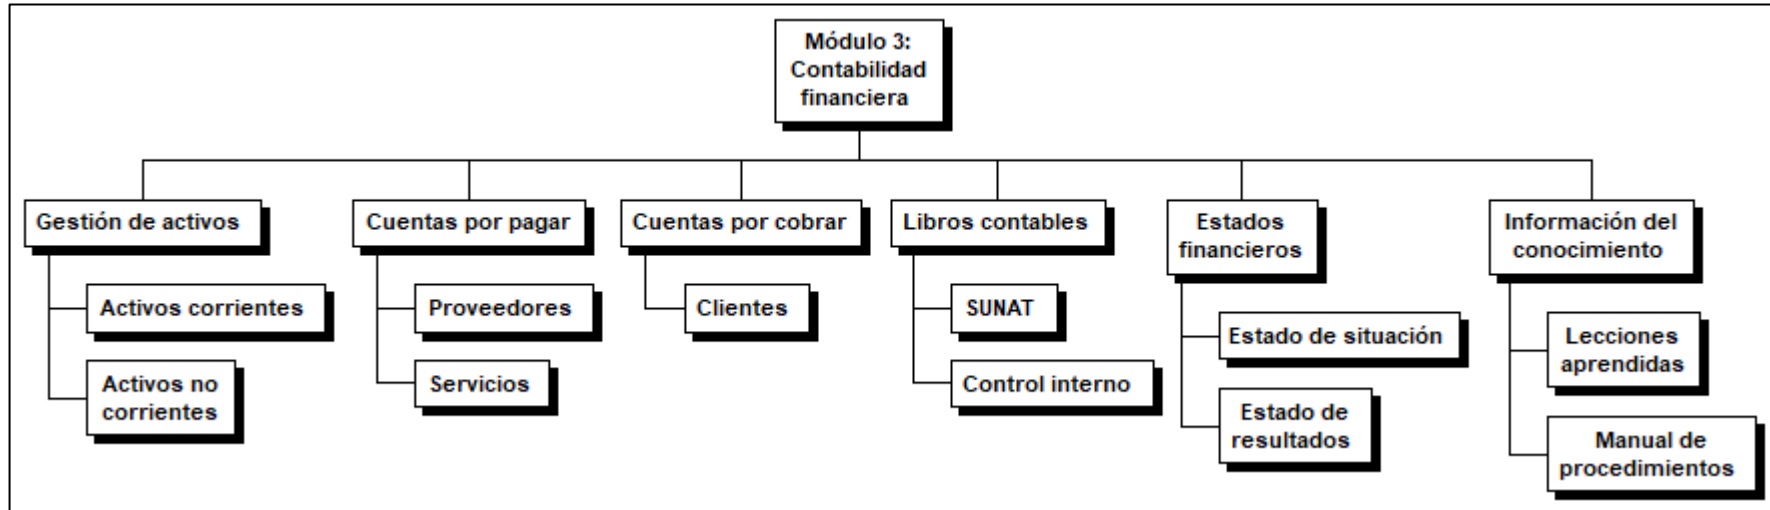 Módulo 3:
Contabilidad
financiera
Gestión de activos
Cuentas por pagar
Cuentas por cobrar
Libros contables
Estados
financieros
Información del
conocimiento
Activos corrientes
Activos no
corrientes
Proveedores
Servicios
Clientes
SUNAT
Control interno
Estado de situación
Estado de
resultados
Lecciones
aprendidas
Manual de
procedimientos